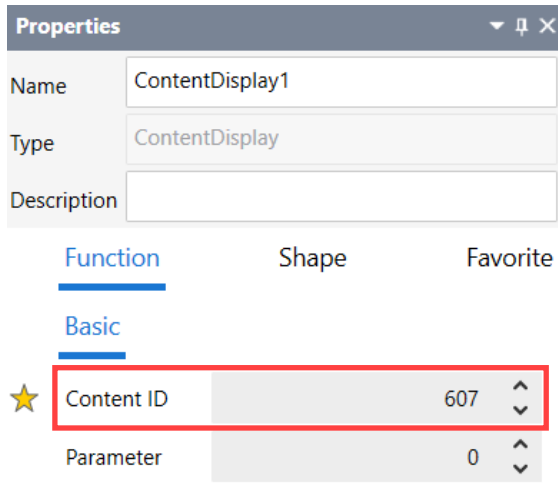 Properties
Name ContentDisplay1
Type ContentDisplay
Description
Function Shape Favorite
Basic
Content ID 607
Parameter 0